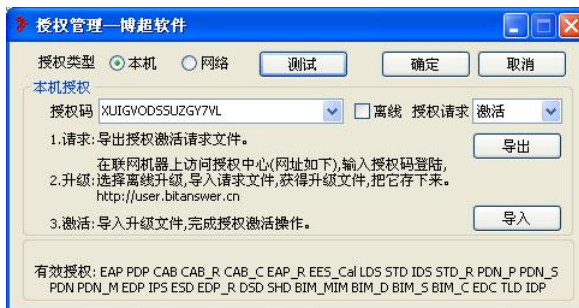 授权管理—博超软件
授权类型 本机 网络 测试 确定 取消
本机授权
授权码 XUIGVODSSUZGY7VL 离线 授权请求 激活
1.请求:导出授权激活请求文件。 导出
在联网机器上访问授权中心(网址如下),输入授权码登陆,
2.升级:选择离线升级,导入请求文件,获得升级文件,把它存下来。
http://user.bitanswer.cn
3.激活:导入升级文件,完成授权激活操作。 导入
有效授权: EAP PDP CAB CAB_R CAB_C EAP_R EES_Cal LDS STD IDS STD_R PDN_P PDN_S
PDN PDN_M EDP IPS ESD EDP_R DSD SHD BIM_MIM BIM_D BIM_S BIM_C EDC TLD IDP